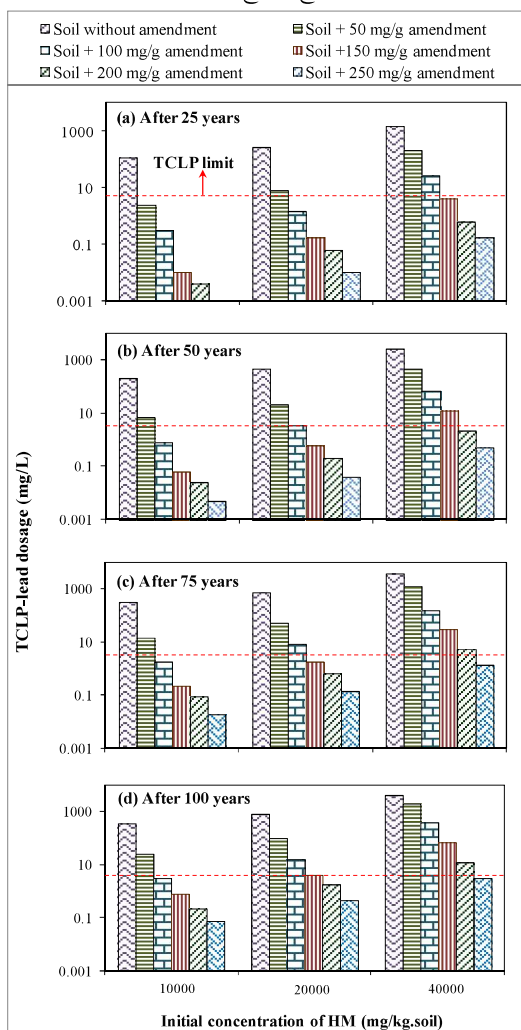 Soil without amendment
Soil + 50 mg/g amendment
Soil + 100 mg/g amendment
Soil +150 mg/g amendment
Soil + 200 mg/g amendment
Soil + 250 mg/g amendment
(a) After 25 years
TCLP limit
1000
10
0.1
0.001
(b) After 50 years
1000
10
0.1
0.001
TCLP-lead dosage (mg/L)
(c) After 75 years
1000
10
0.1
0.001
(d) After 100 years
1000
10
0.1
0.001
10000
20000
40000
Initial concentration of HM (mg/kg.soil)